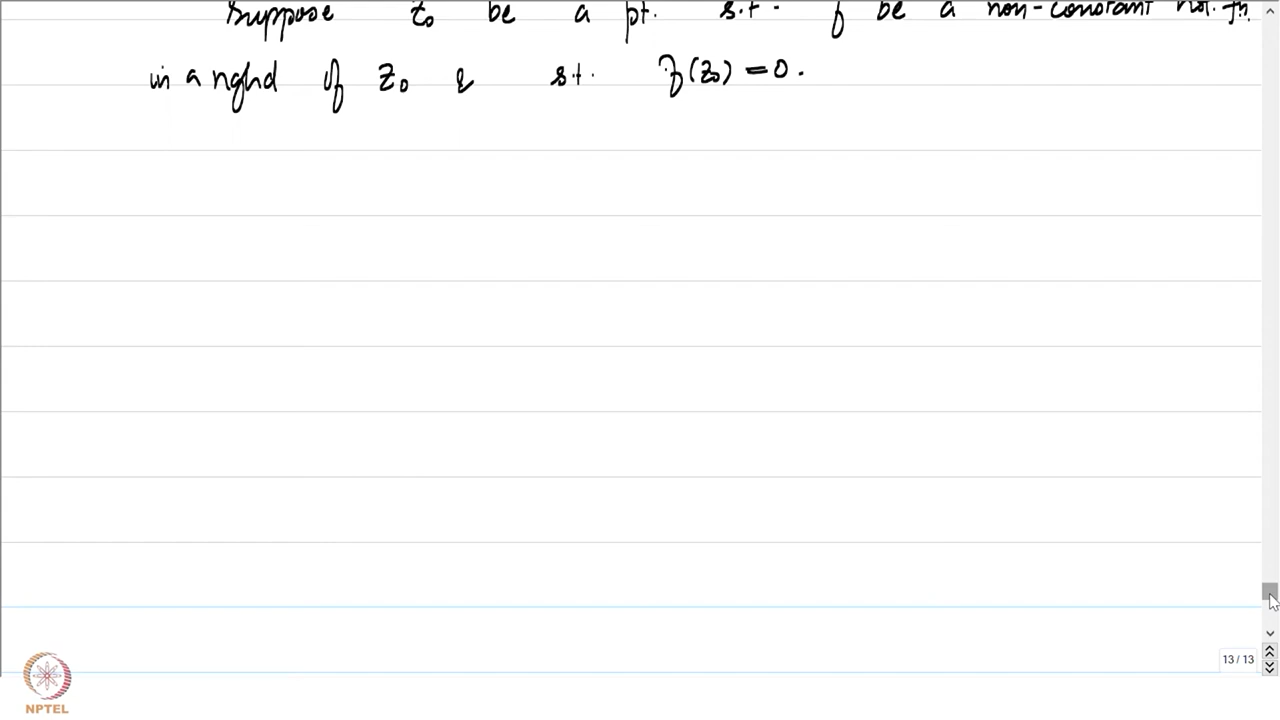 Suppose z₀ be a pt. s.t. f be a non-constant hol. fn.
in a nghd of z₀ & s.t. f(z₀) = 0.
13 / 13
NPTEL